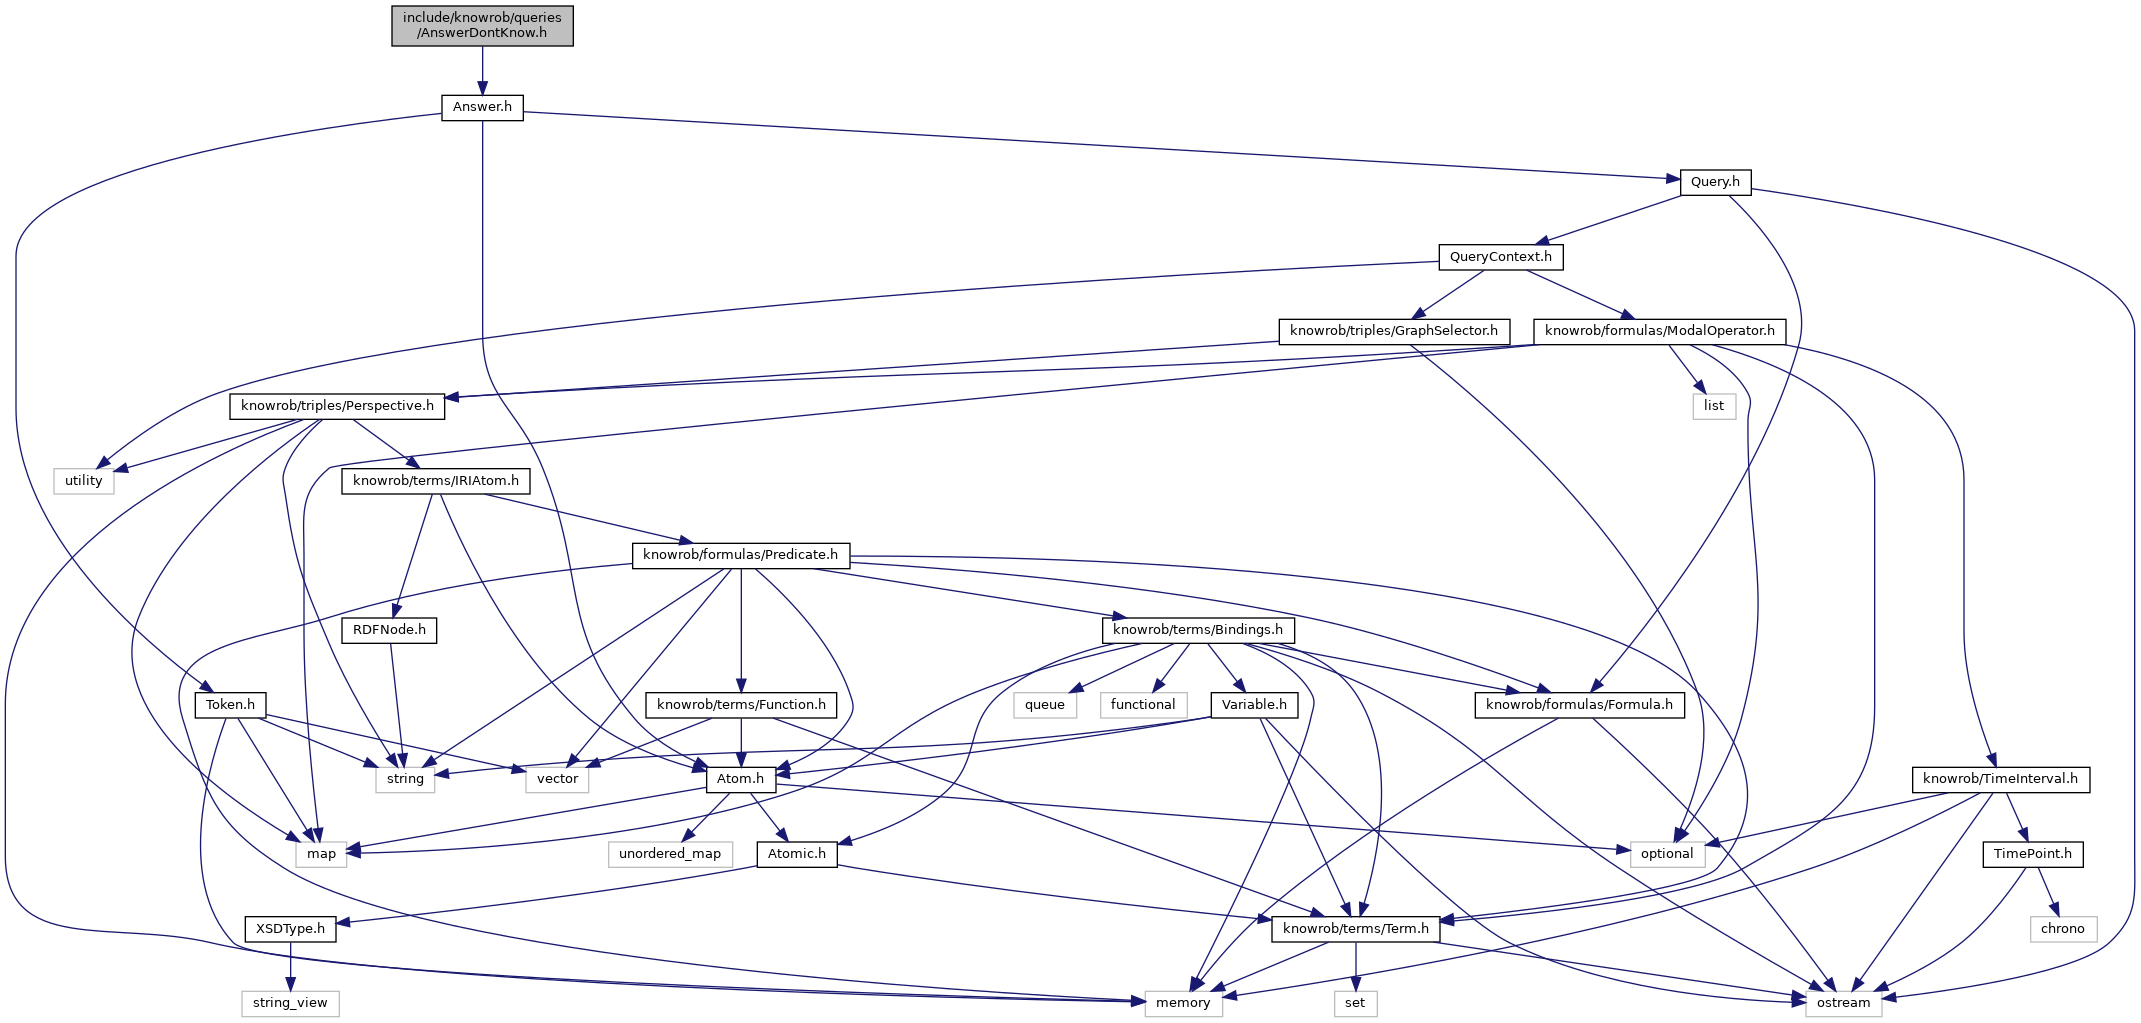 include/knowrob/queries
/AnswerDontKnow.h
Answer.h
Query.h
QueryContext.h
knowrob/triples/GraphSelector.h
knowrob/formulas/ModalOperator.h
knowrob/triples/Perspective.h
list
utility
knowrob/terms/IRIAtom.h
knowrob/formulas/Predicate.h
RDFNode.h
knowrob/terms/Bindings.h
Token.h
knowrob/terms/Function.h
queue
functional
Variable.h
knowrob/formulas/Formula.h
string
vector
Atom.h
knowrob/TimeInterval.h
map
unordered_map
Atomic.h
optional
TimePoint.h
XSDType.h
knowrob/terms/Term.h
chrono
string_view
memory
set
ostream